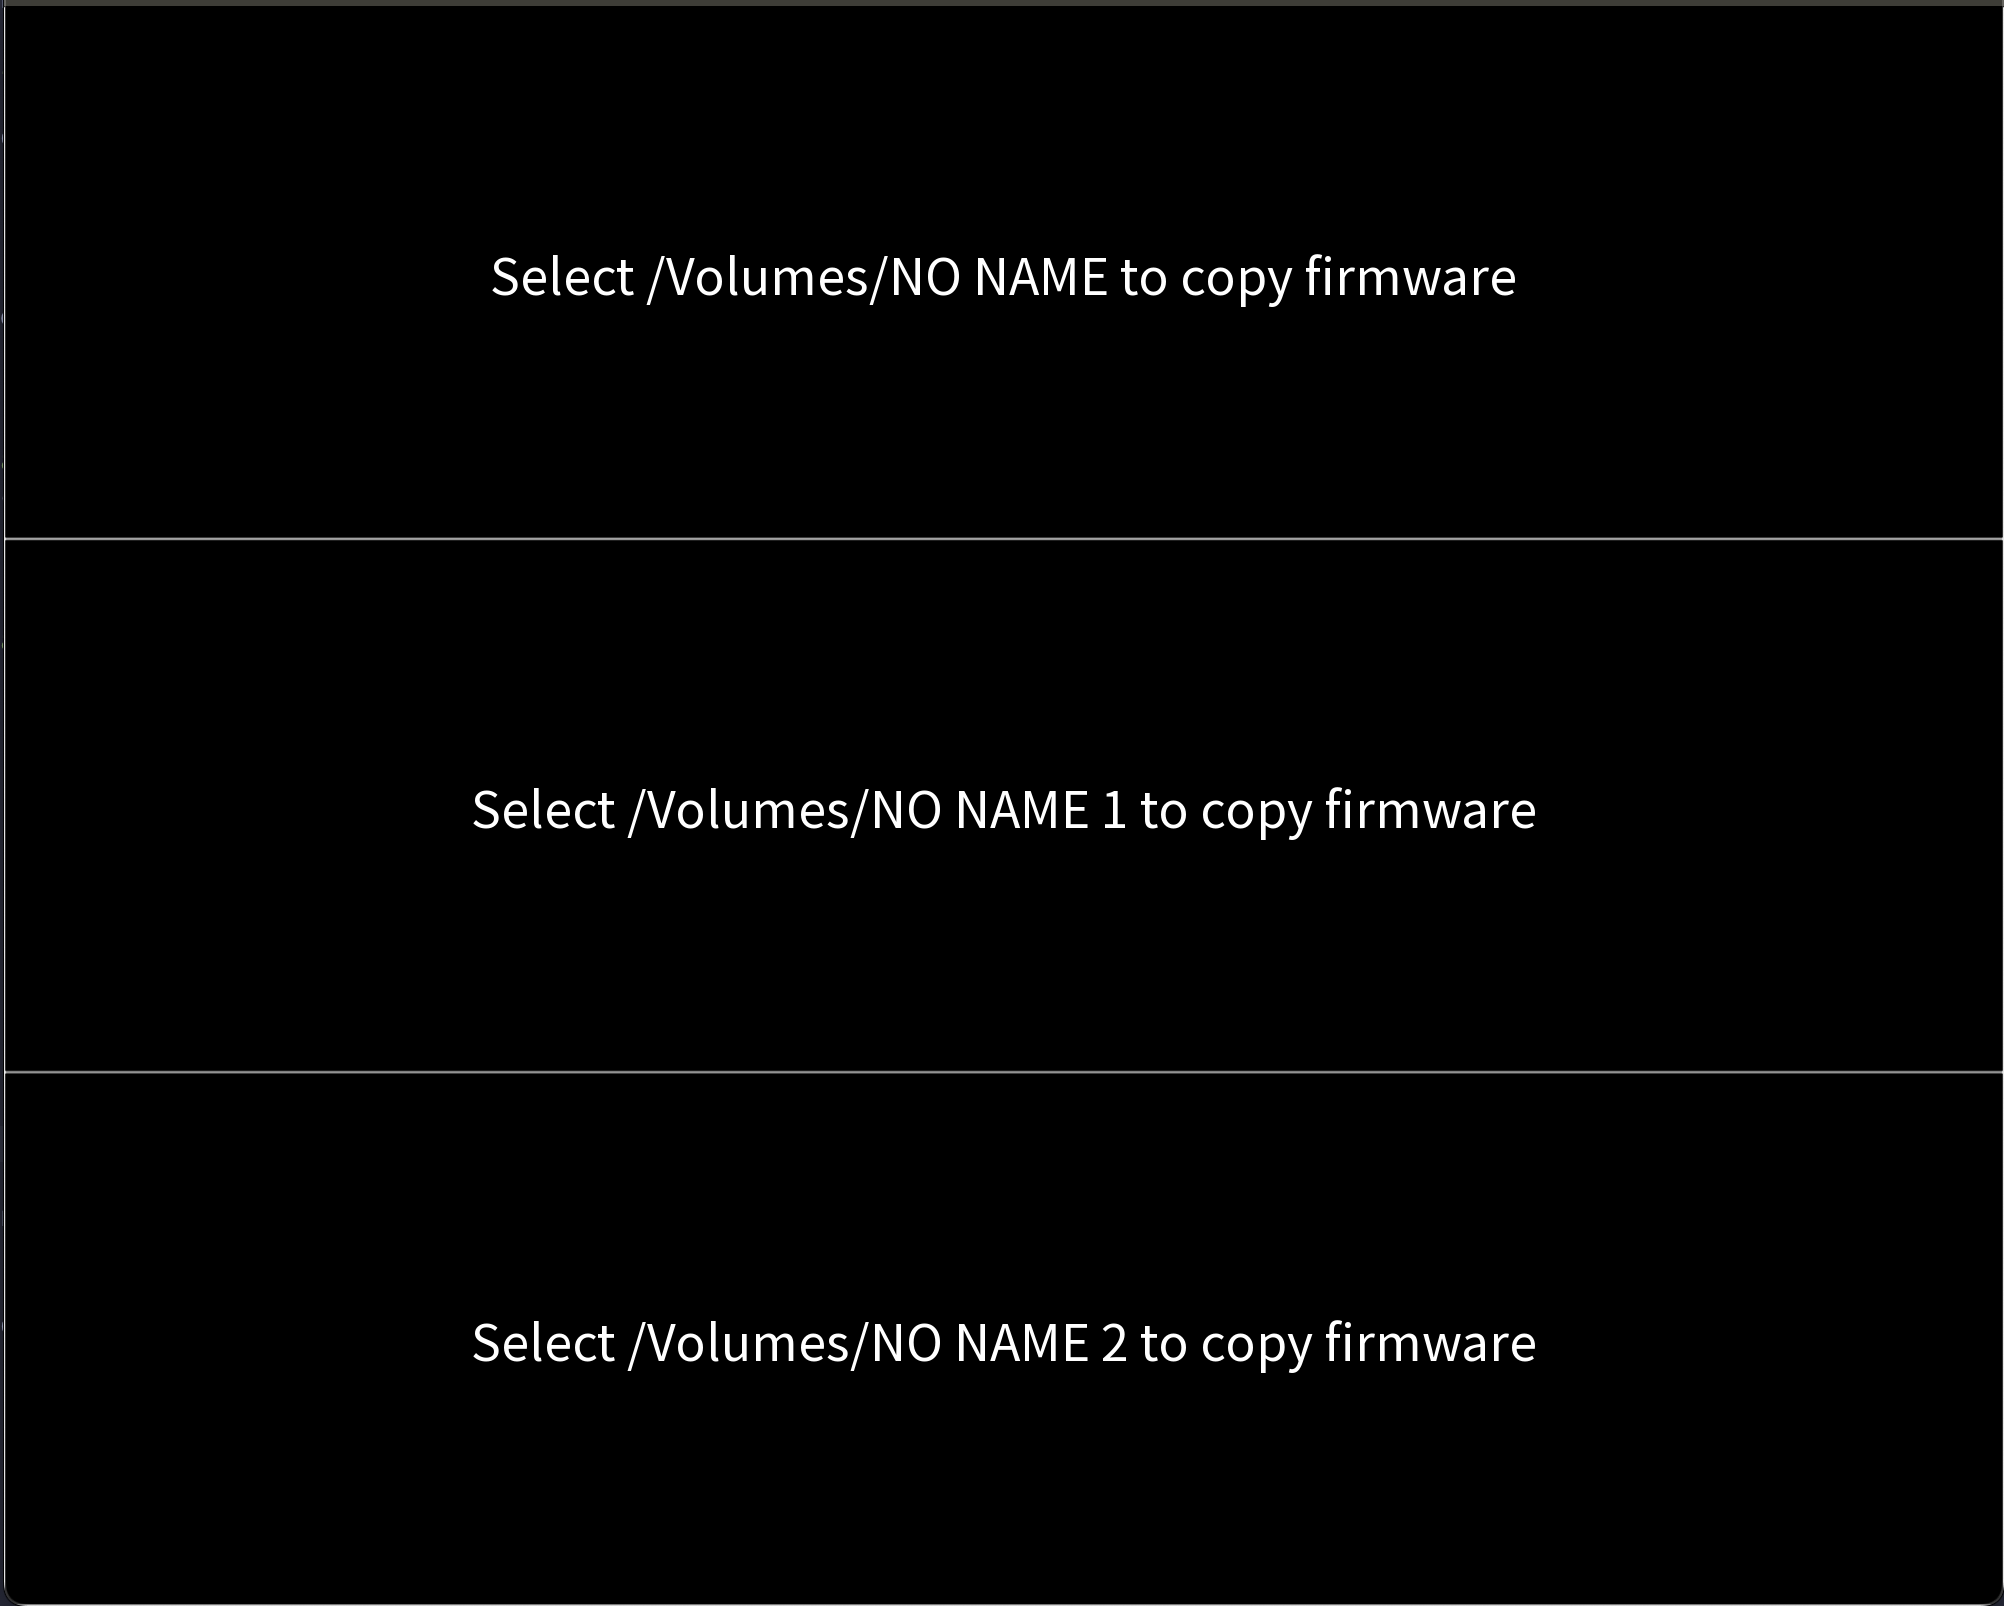 Select /Volumes/NO NAME to copy firmware
Select /Volumes/NO NAME 1 to copy firmware
Select /Volumes/NO NAME 2 to copy firmware